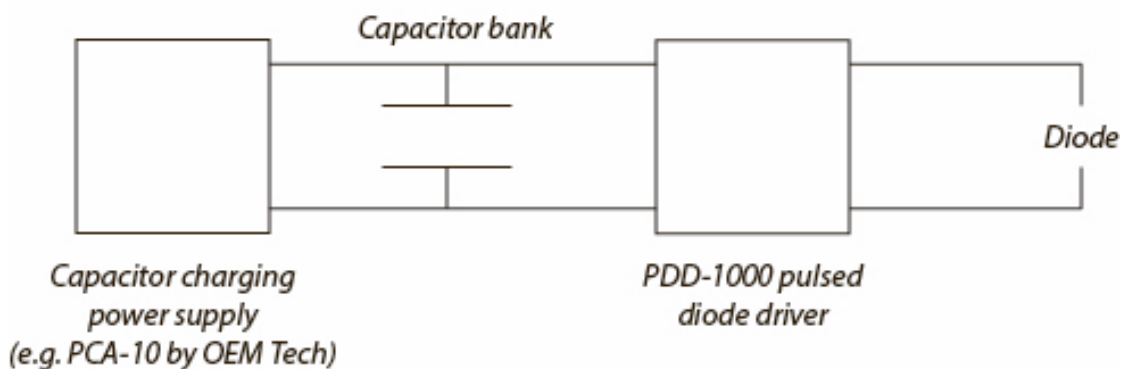 Capacitor bank
Diode
Capacitor charging
power supply
(e.g. PCA-10 by OEM Tech)
PDD-1000 pulsed
diode driver